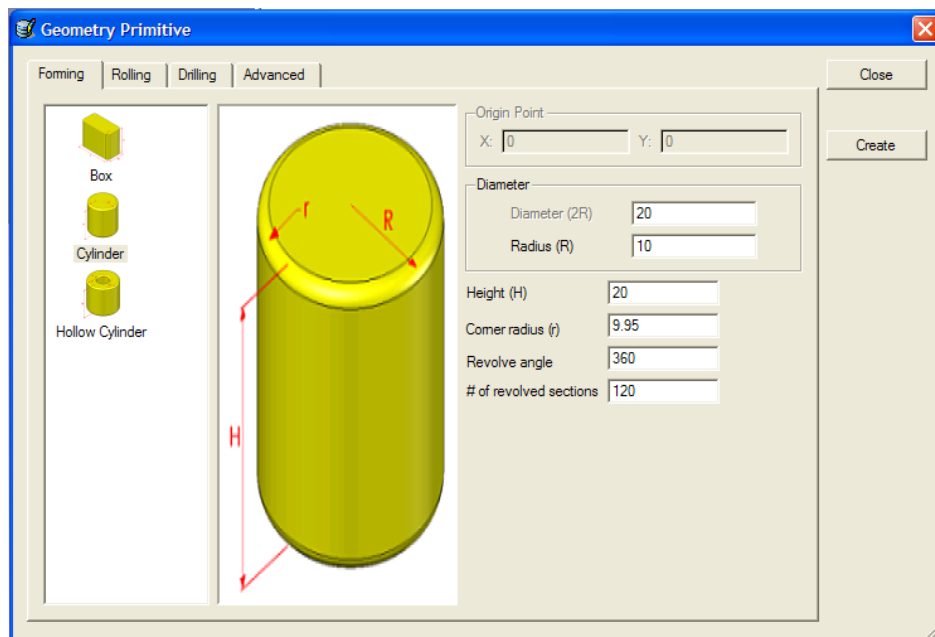 Geometry Primitive
Forming Rolling Drilling Advanced
Close
Create
Box
Cylinder
Hollow Cylinder
r
R
H
Origin Point
X: 0 Y: 0
Diameter
Diameter (2R) 20
Radius (R) 10
Height (H) 20
Corner radius (r) 9.95
Revolve angle 360
# of revolved sections 120